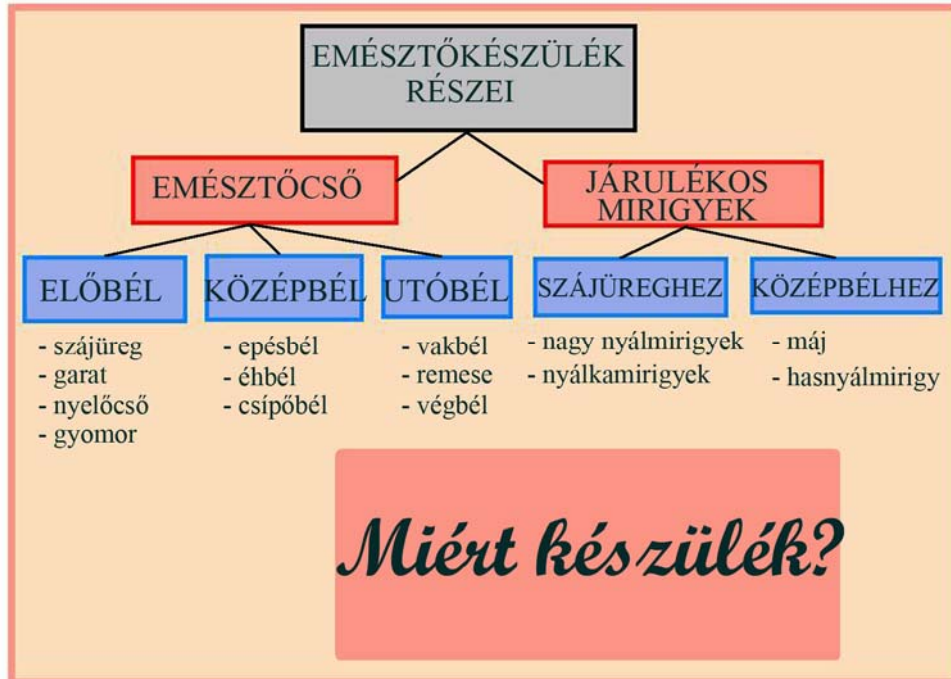 EMÉSZTŐKÉSZÜLÉK
RÉSZEI
EMÉSZTŐCSŐ
JÁRULÉKOS
MIRIGYEK
ELŐBÉL
- szájüreg
- garat
- nyelőcső
- gyomor
KÖZÉPBÉL
- epésbél
- éhbél
- csípőbél
UTÓBÉL
- vakbél
- remese
- végbél
SZÁJÜREGHEZ
- nagy nyálmirigyek
- nyálkamirigyek
KÖZÉPBÉLHEZ
- máj
- hasnyálmirigy
Miért készülék?